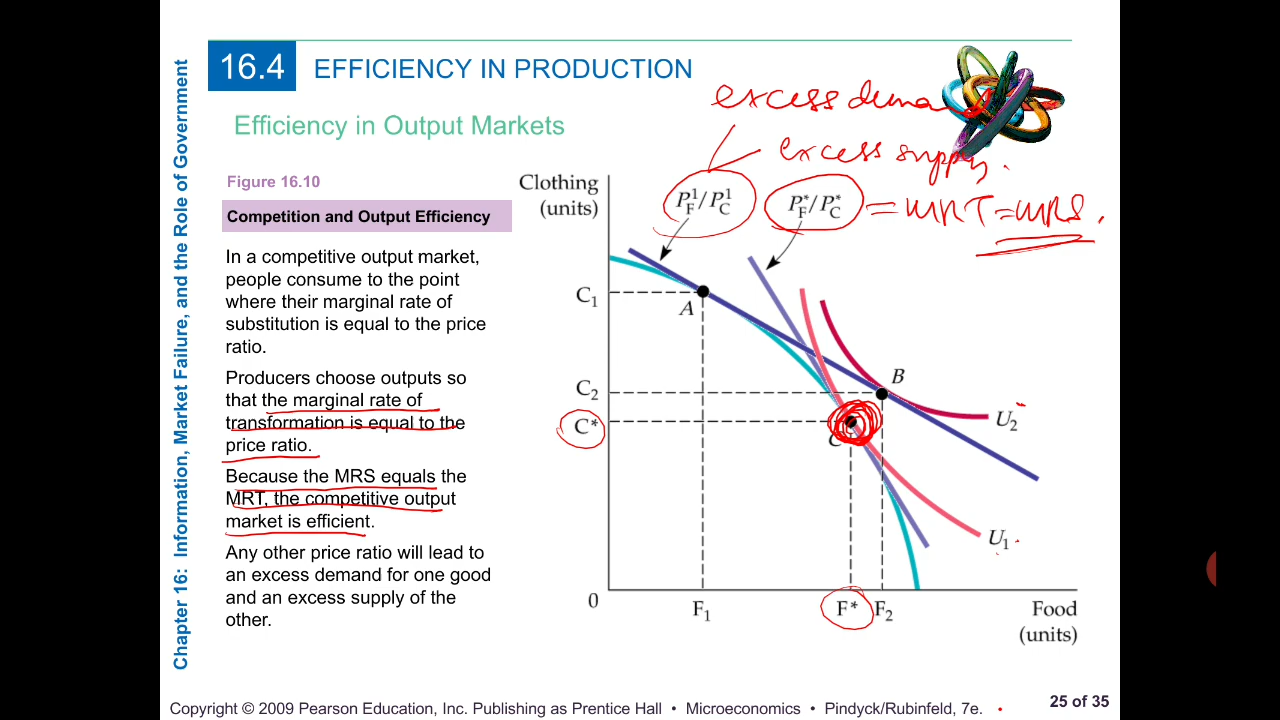 16.4 EFFICIENCY IN PRODUCTION
Chapter 16: Information, Market Failure, and the Role of Government
Efficiency in Output Markets
excess demand
excess supply.
Figure 16.10
Competition and Output Efficiency
In a competitive output market,
people consume to the point
where their marginal rate of
substitution is equal to the price
ratio.
Producers choose outputs so
that the marginal rate of
transformation is equal to the
price ratio.
Because the MRS equals the
MRT, the competitive output
market is efficient.
Any other price ratio will lead to
an excess demand for one good
and an excess supply of the
other.
Clothing
(units)
P¹F/P¹C
P*F/P*C = MRT = MRS.
C₁
A
C₂
B
C*
C
U₂
U₁
0
F₁
F*
F₂
Food
(units)
Copyright © 2009 Pearson Education, Inc. Publishing as Prentice Hall • Microeconomics • Pindyck/Rubinfeld, 7e.
25 of 35